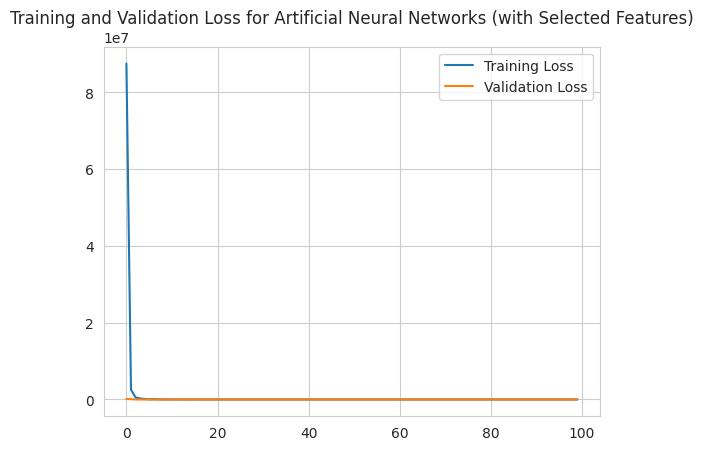 Training and Validation Loss for Artificial Neural Networks (with Selected Features)
1e7
Training Loss
Validation Loss
8
6
4
2
0
0 20 40 60 80 100